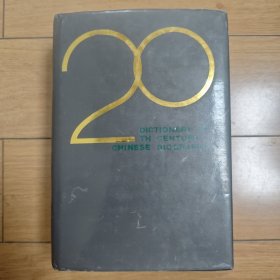 20
DICTIONARY
TH CENTURY
CHINESE